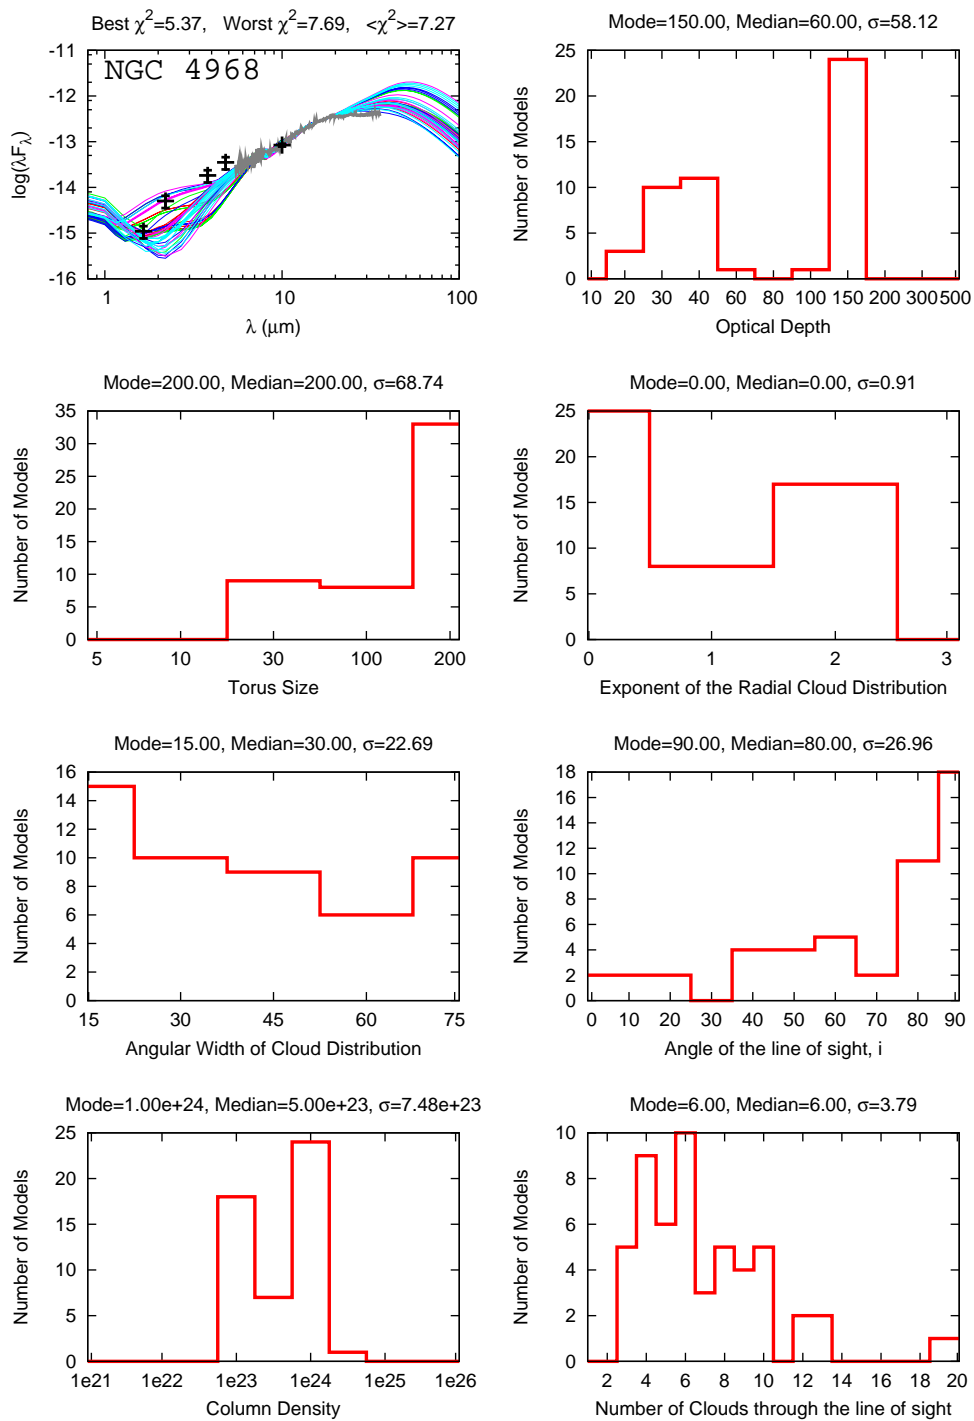 Best χ²=5.37, Worst χ²=7.69, <χ²>=7.27
NGC 4968
log(λFλ)
-11
-12
-13
-14
-15
-16
1 10 100
λ (μm)
Mode=150.00, Median=60.00, σ=58.12
Number of Models
25
20
15
10
5
0
10 20 30 40 60 80 100 150 200 300 500
Optical Depth
Mode=200.00, Median=200.00, σ=68.74
Number of Models
35
30
25
20
15
10
5
0
5 10 30 100 200
Torus Size
Mode=0.00, Median=0.00, σ=0.91
Number of Models
25
20
15
10
5
0
0 1 2 3
Exponent of the Radial Cloud Distribution
Mode=15.00, Median=30.00, σ=22.69
Number of Models
16
14
12
10
8
6
4
2
0
15 30 45 60 75
Angular Width of Cloud Distribution
Mode=90.00, Median=80.00, σ=26.96
Number of Models
18
16
14
12
10
8
6
4
2
0
0 10 20 30 40 50 60 70 80 90
Angle of the line of sight, i
Mode=1.00e+24, Median=5.00e+23, σ=7.48e+23
Number of Models
25
20
15
10
5
0
1e21 1e22 1e23 1e24 1e25 1e26
Column Density
Mode=6.00, Median=6.00, σ=3.79
Number of Models
10
8
6
4
2
0
2 4 6 8 10 12 14 16 18 20
Number of Clouds through the line of sight